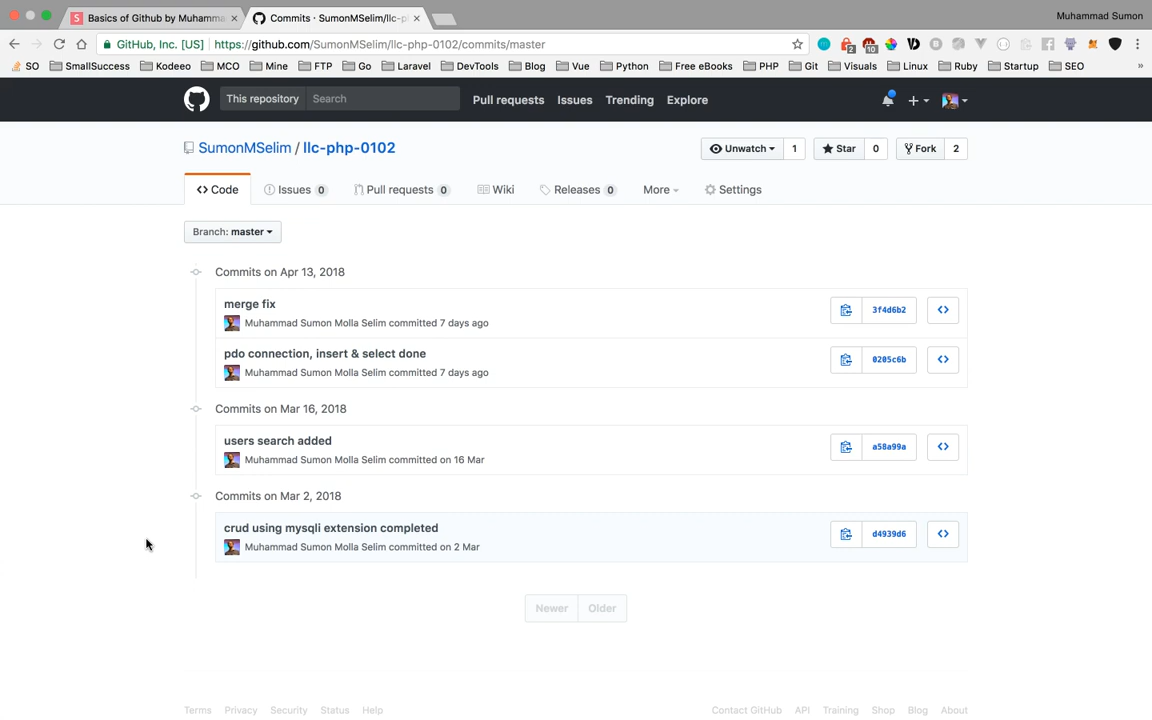 Basics of Github by Muhamma
Commits · SumonMSelim/llc-pl
Muhammad Sumon
GitHub, Inc. [US] https://github.com/SumonMSelim/llc-php-0102/commits/master
2
10
SO SmallSuccess Kodeeo MCO Mine FTP Go Laravel DevTools Blog Vue Python Free eBooks PHP Git Visuals Linux Ruby Startup SEO »
This repository Search Pull requests Issues Trending Explore
SumonMSelim / llc-php-0102
Unwatch 1 Star 0 Fork 2
Code Issues 0 Pull requests 0 Wiki Releases 0 More Settings
Branch: master
Commits on Apr 13, 2018
merge fix
Muhammad Sumon Molla Selim committed 7 days ago
3f4d6b2
pdo connection, insert & select done
Muhammad Sumon Molla Selim committed 7 days ago
0205c6b
Commits on Mar 16, 2018
users search added
Muhammad Sumon Molla Selim committed on 16 Mar
a58a99a
Commits on Mar 2, 2018
crud using mysqli extension completed
Muhammad Sumon Molla Selim committed on 2 Mar
d4939d6
Newer Older
Terms Privacy Security Status Help Contact GitHub API Training Shop Blog About